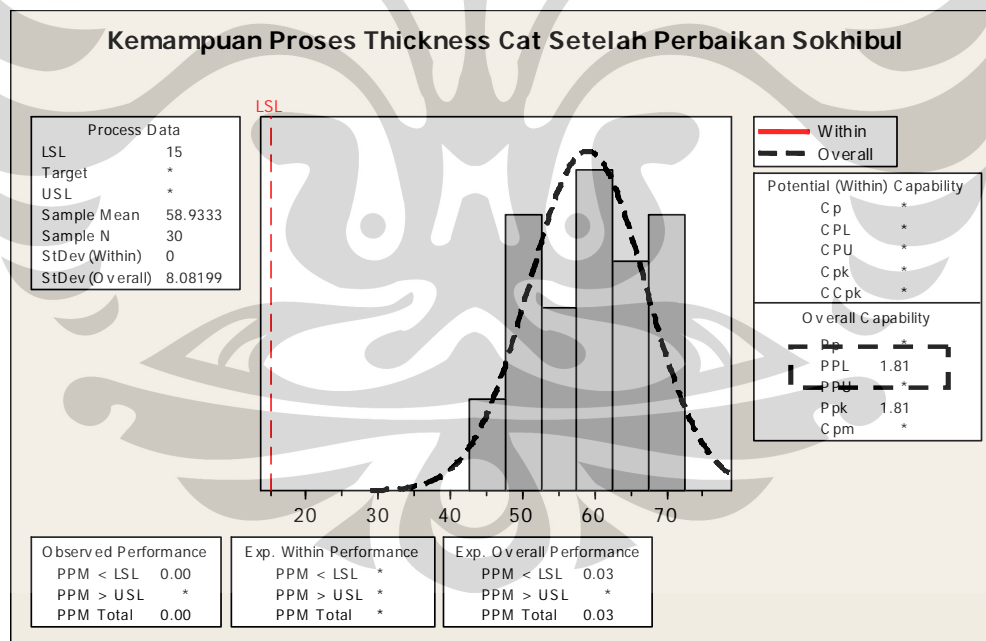 Kemampuan Proses Thickness Cat Setelah Perbaikan Sokhibul
LSL
Process Data
LSL 15
Target *
USL *
Sample Mean 58.9333
Sample N 30
StDev(Within) 0
StDev(Overall) 8.08199
Within
Overall
Potential (Within) Capability
Cp *
CPL *
CPU *
Cpk *
CCpk *
Overall Capability
Pp *
PPL 1.81
PPU *
Ppk 1.81
Cpm *
20 30 40 50 60 70
Observed Performance
PPM < LSL 0.00
PPM > USL *
PPM Total 0.00
Exp. Within Performance
PPM < LSL *
PPM > USL *
PPM Total *
Exp. Overall Performance
PPM < LSL 0.03
PPM > USL *
PPM Total 0.03